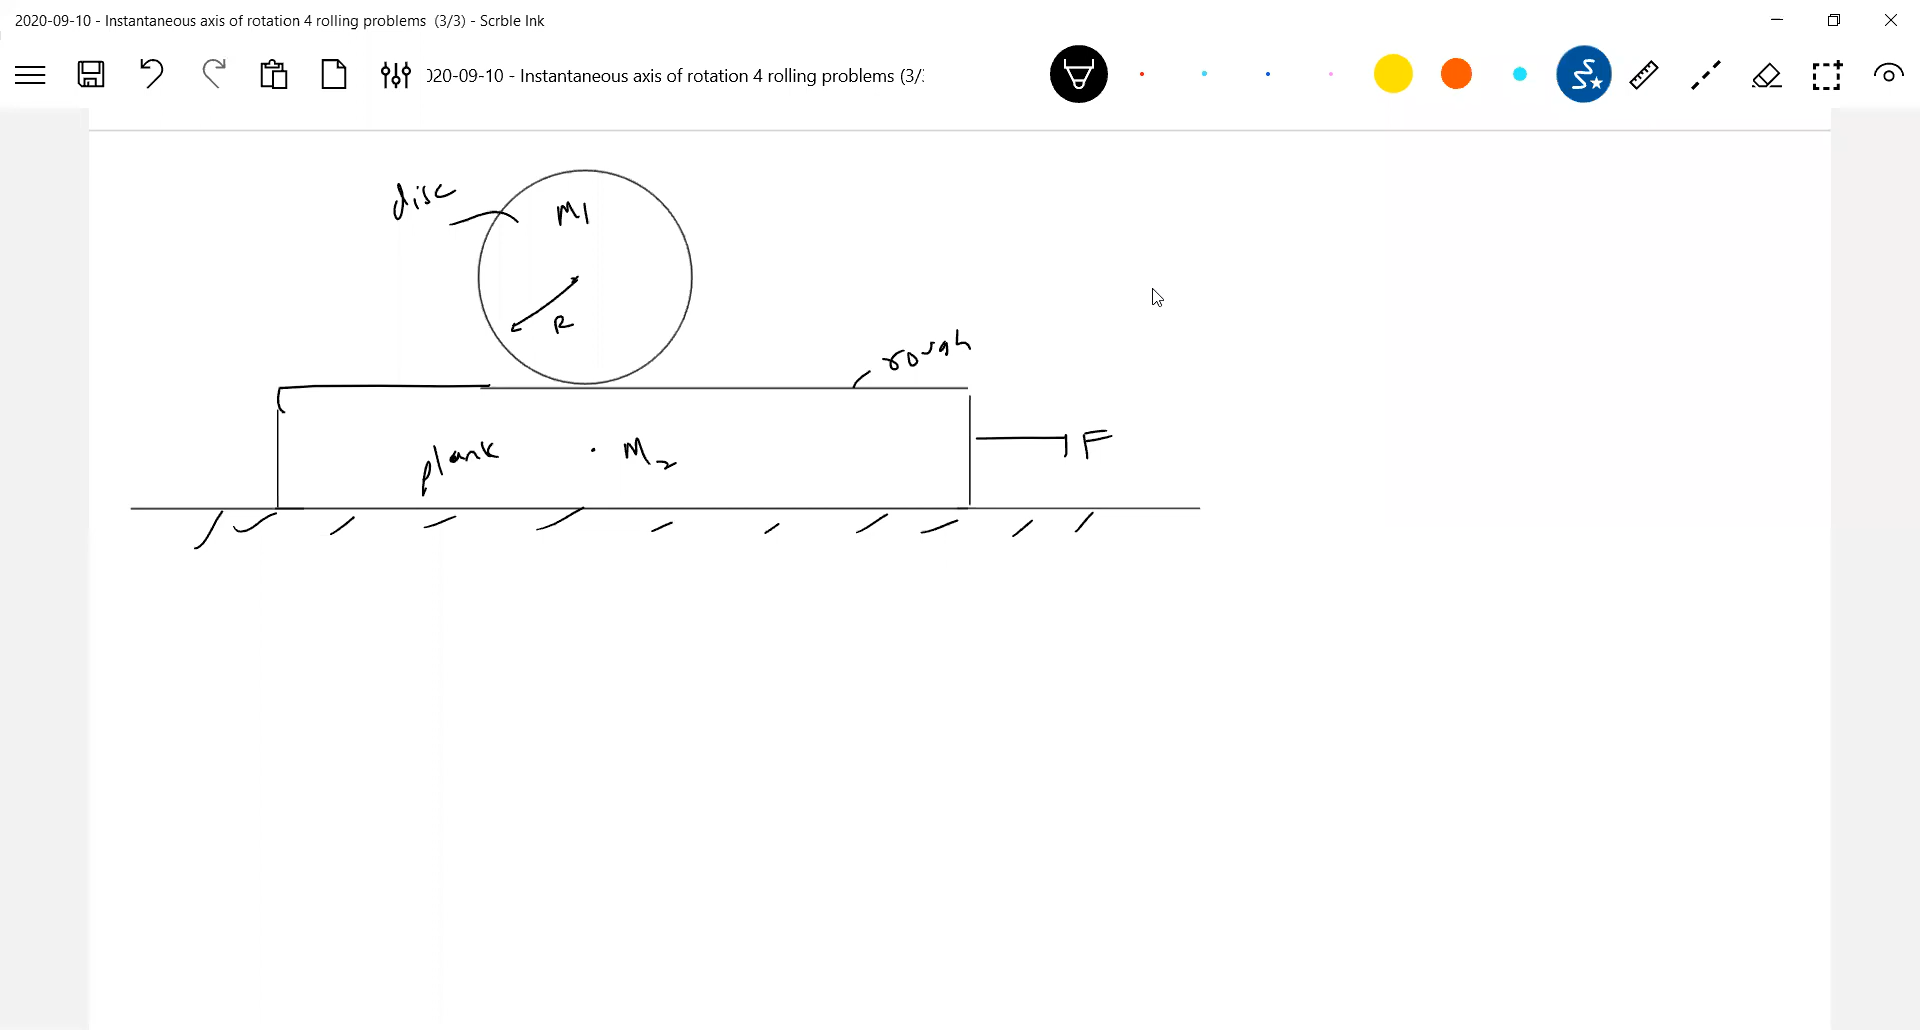 2020-09-10 - Instantaneous axis of rotation 4 rolling problems (3/3) - Scrble Ink
020-09-10 - Instantaneous axis of rotation 4 rolling problems (3/3
disc
M1
R
rough
plank
M2
F